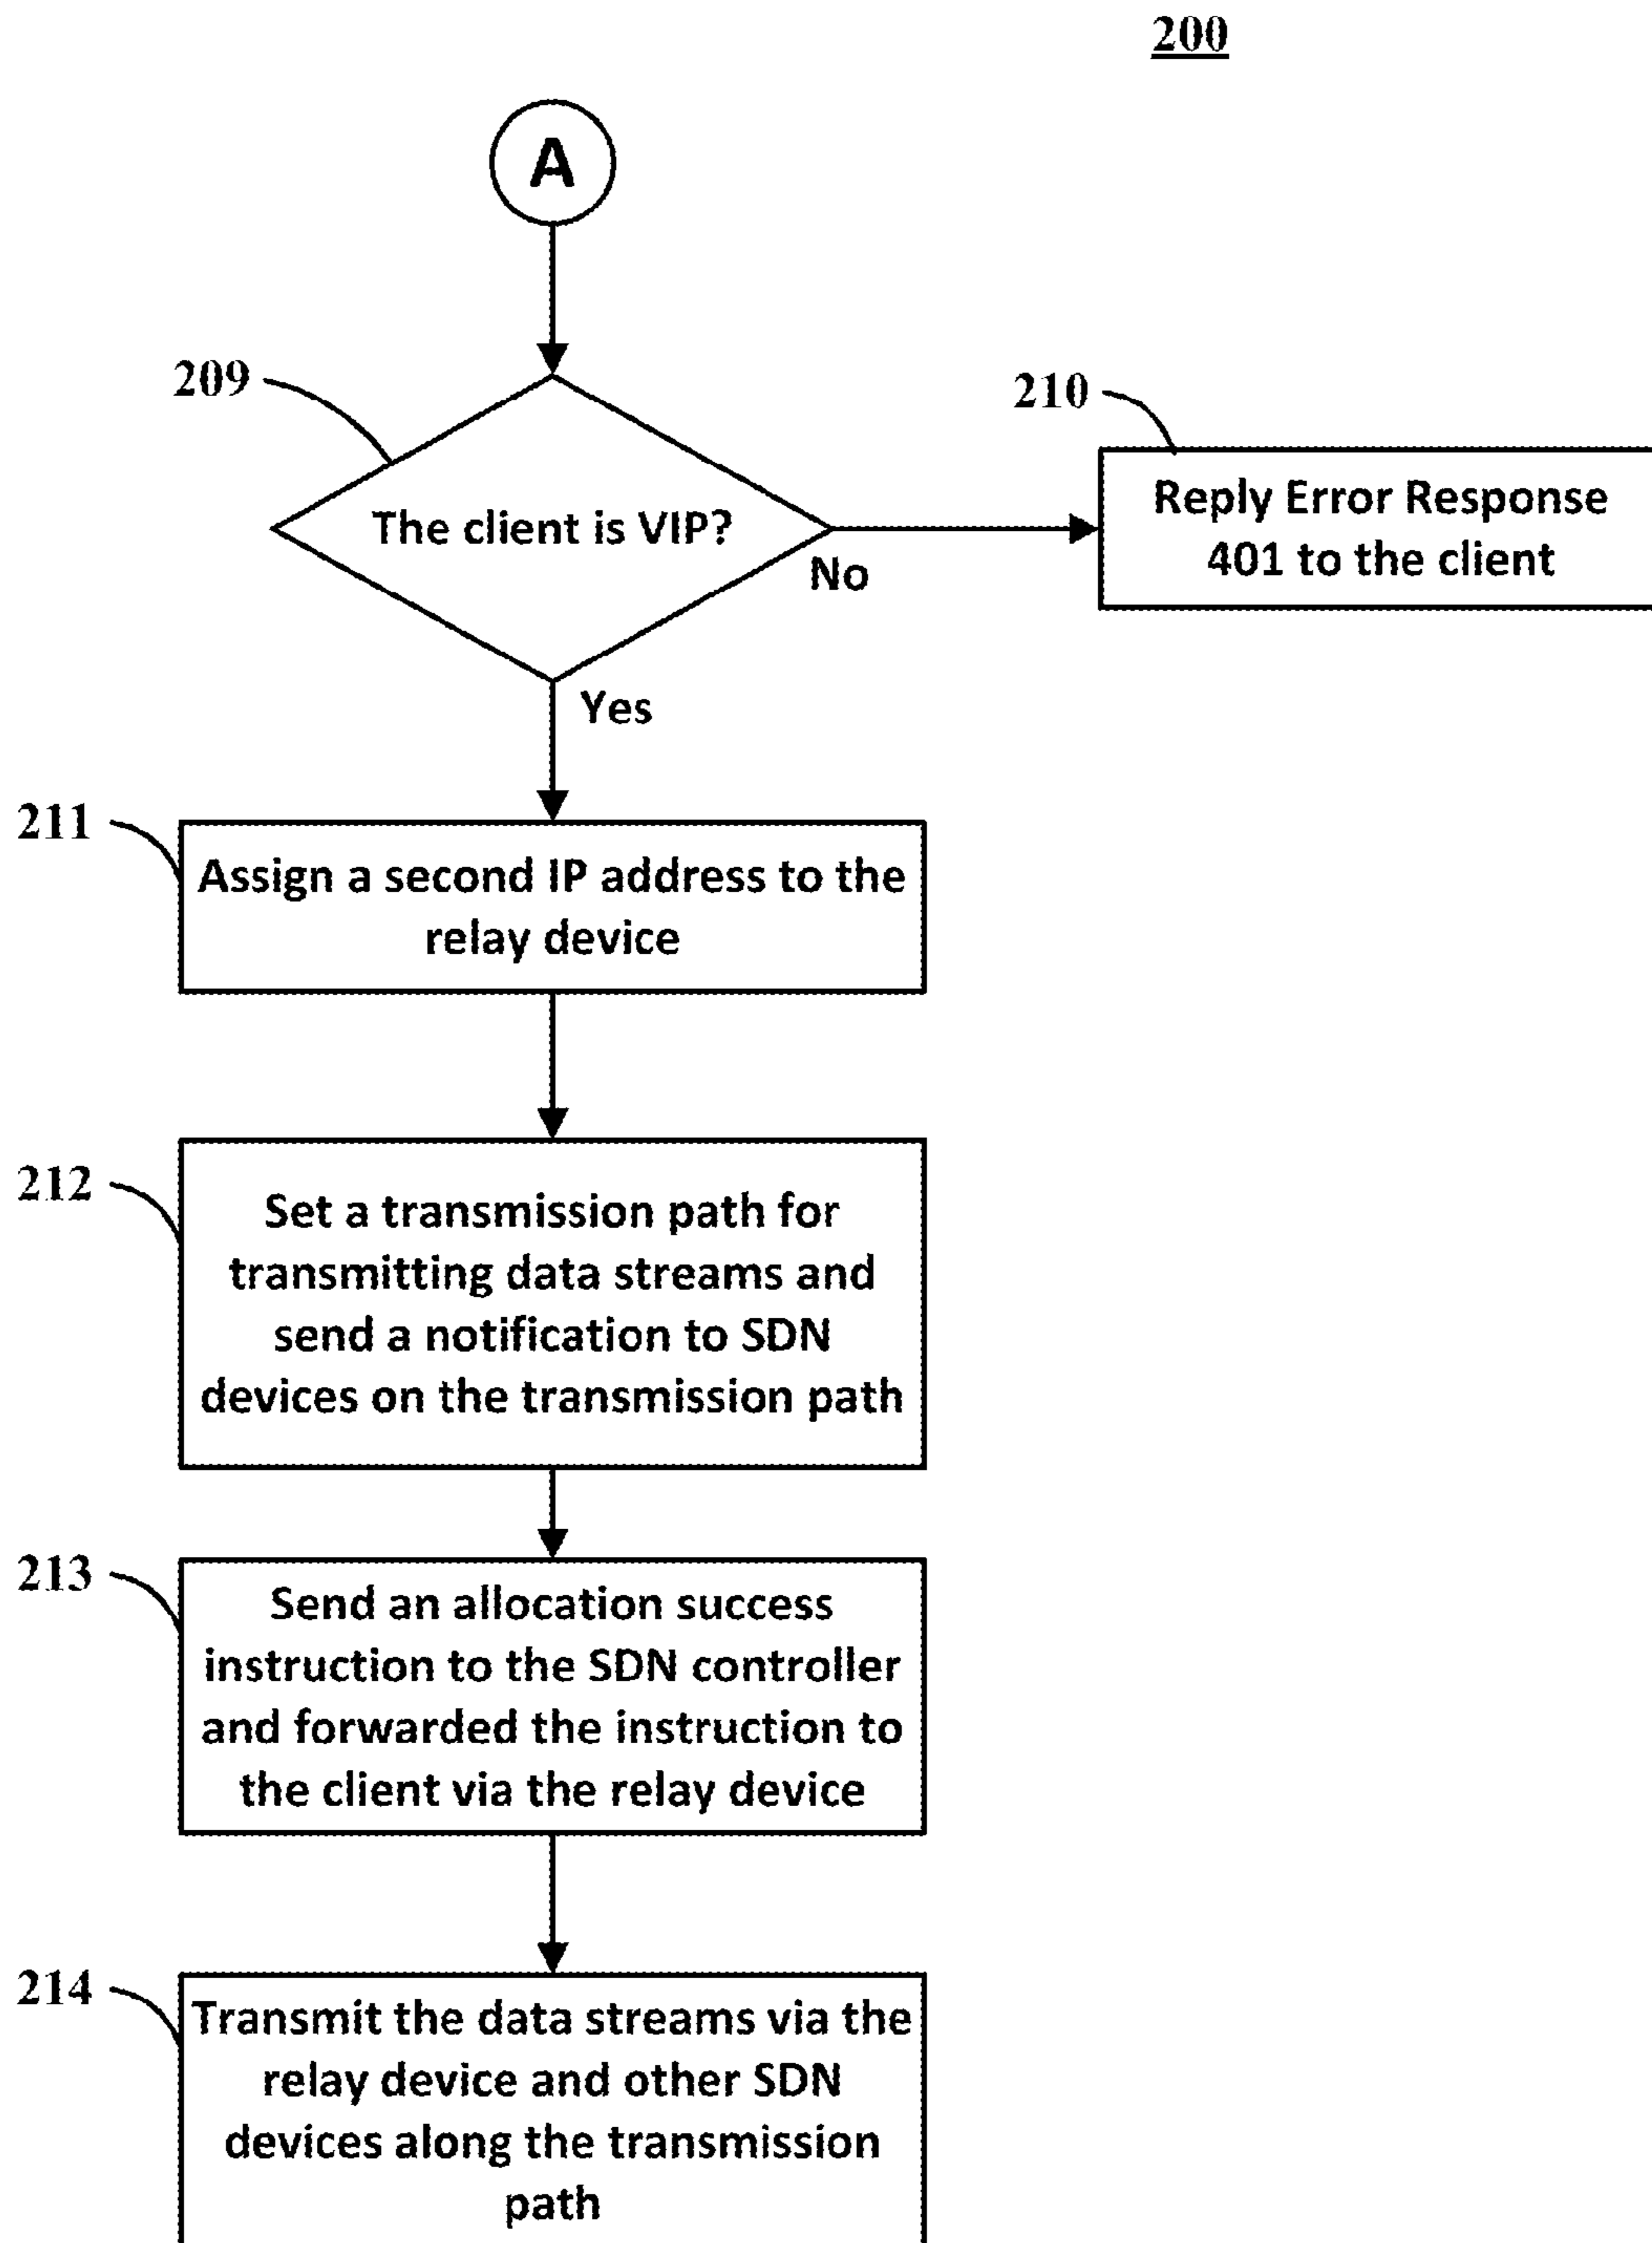 200
A
209
The client is VIP?
No
Yes
210
Reply Error Response
401 to the client
211
Assign a second IP address to the
relay device
212
Set a transmission path for
transmitting data streams and
send a notification to SDN
devices on the transmission path
213
Send an allocation success
instruction to the SDN controller
and forwarded the instruction to
the client via the relay device
214
Transmit the data streams via the
relay device and other SDN
devices along the transmission
path